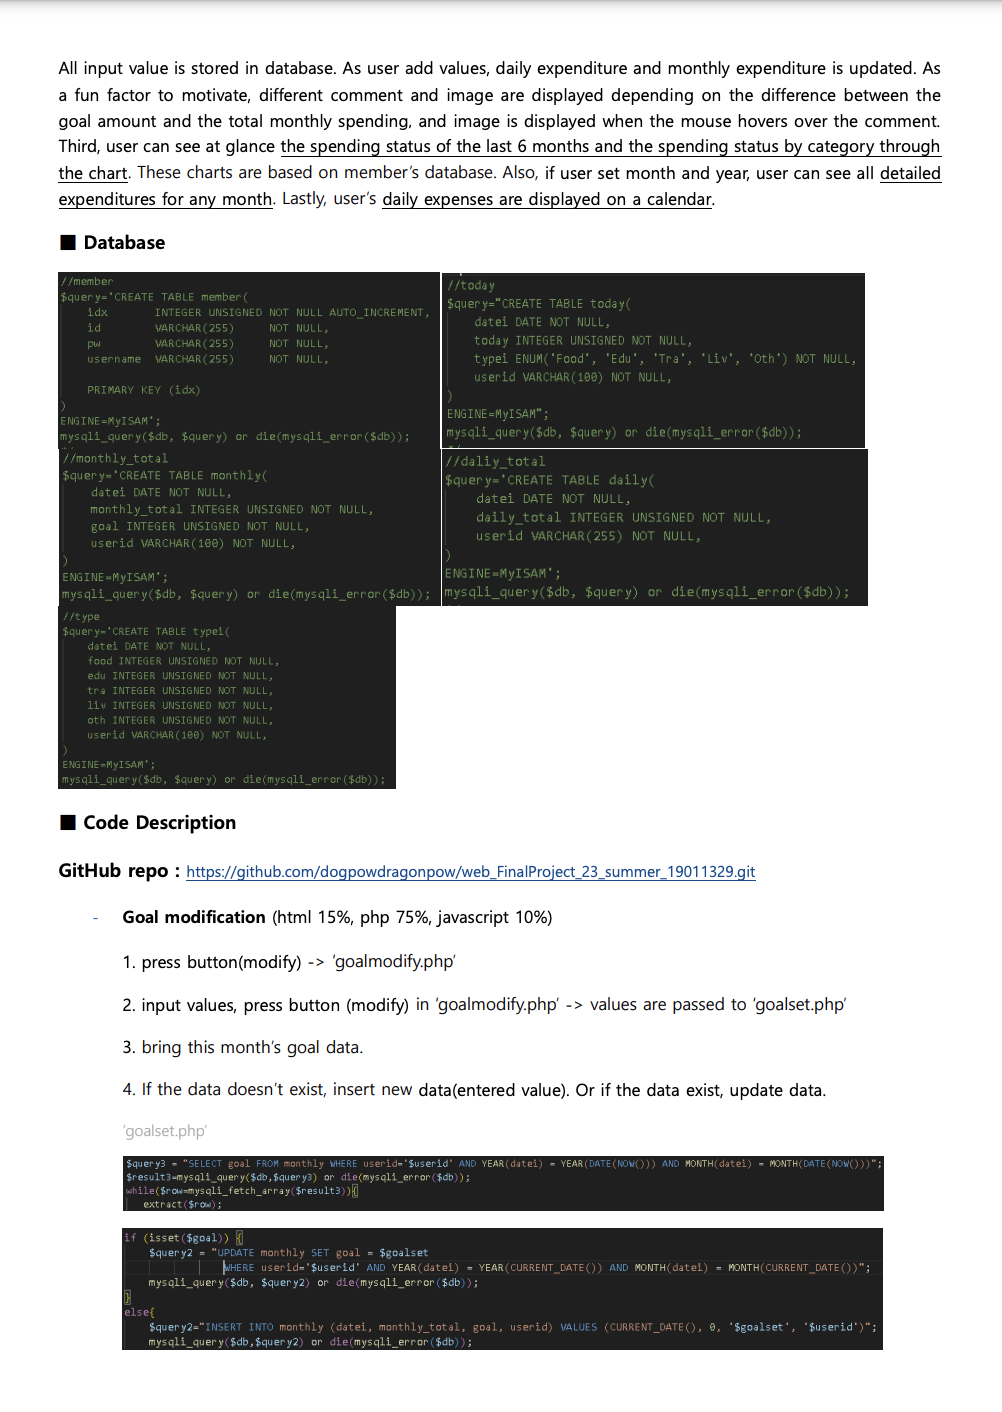 All input value is stored in database. As user add values, daily expenditure and monthly expenditure is updated. As
a fun factor to motivate, different comment and image are displayed depending on the difference between the
goal amount and the total monthly spending, and image is displayed when the mouse hovers over the comment.
Third, user can see at glance the spending status of the last 6 months and the spending status by category through
the chart. These charts are based on member's database. Also, if user set month and year, user can see all detailed
expenditures for any month. Lastly, user's daily expenses are displayed on a calendar.
■ Database
//member
$query='CREATE TABLE member(
idx INTEGER UNSIGNED NOT NULL AUTO_INCREMENT,
id VARCHAR(255) NOT NULL,
pw VARCHAR(255) NOT NULL,
username VARCHAR(255) NOT NULL,
PRIMARY KEY (idx)
)
ENGINE=MyISAM';
mysqli_query($db, $query) or die(mysqli_error($db));
//today
$query="CREATE TABLE today(
datei DATE NOT NULL,
today INTEGER UNSIGNED NOT NULL,
typei ENUM('Food', 'Edu', 'Tra', 'Liv', 'Oth') NOT NULL,
userid VARCHAR(100) NOT NULL,
)
ENGINE=MyISAM";
mysqli_query($db, $query) or die(mysqli_error($db));
//monthly_total
$query='CREATE TABLE monthly(
datei DATE NOT NULL,
monthly_total INTEGER UNSIGNED NOT NULL,
goal INTEGER UNSIGNED NOT NULL,
userid VARCHAR(100) NOT NULL,
)
ENGINE=MyISAM';
mysqli_query($db, $query) or die(mysqli_error($db));
//daliy_total
$query='CREATE TABLE daily(
datei DATE NOT NULL,
daily_total INTEGER UNSIGNED NOT NULL,
userid VARCHAR(255) NOT NULL,
)
ENGINE=MyISAM';
mysqli_query($db, $query) or die(mysqli_error($db));
//type
$query='CREATE TABLE typei(
datei DATE NOT NULL,
food INTEGER UNSIGNED NOT NULL,
edu INTEGER UNSIGNED NOT NULL,
tra INTEGER UNSIGNED NOT NULL,
liv INTEGER UNSIGNED NOT NULL,
oth INTEGER UNSIGNED NOT NULL,
userid VARCHAR(100) NOT NULL,
)
ENGINE=MyISAM';
mysqli_query($db, $query) or die(mysqli_error($db));
■ Code Description
GitHub repo : https://github.com/dogpowdragonpow/web_FinalProject_23_summer_19011329.git
- Goal modification (html 15%, php 75%, javascript 10%)
1. press button(modify) -> 'goalmodify.php'
2. input values, press button (modify) in 'goalmodify.php' -> values are passed to 'goalset.php'
3. bring this month's goal data.
4. If the data doesn't exist, insert new data(entered value). Or if the data exist, update data.
'goalset.php'
$query3 = "SELECT goal FROM monthly WHERE userid='$userid' AND YEAR(datei) = YEAR(DATE(NOW())) AND MONTH(datei) = MONTH(DATE(NOW()))";
$result3=mysqli_query($db,$query3) or die(mysqli_error($db));
while($row=mysqli_fetch_array($result3)){
extract($row);
if (isset($goal)) {
$query2 = "UPDATE monthly SET goal = $goalset
WHERE userid='$userid' AND YEAR(datei) = YEAR(CURRENT_DATE()) AND MONTH(datei) = MONTH(CURRENT_DATE())";
mysqli_query($db, $query2) or die(mysqli_error($db));
}
else{
$query2="INSERT INTO monthly (datei, monthly_total, goal, userid) VALUES (CURRENT_DATE(), 0, '$goalset', '$userid')";
mysqli_query($db,$query2) or die(mysqli_error($db));